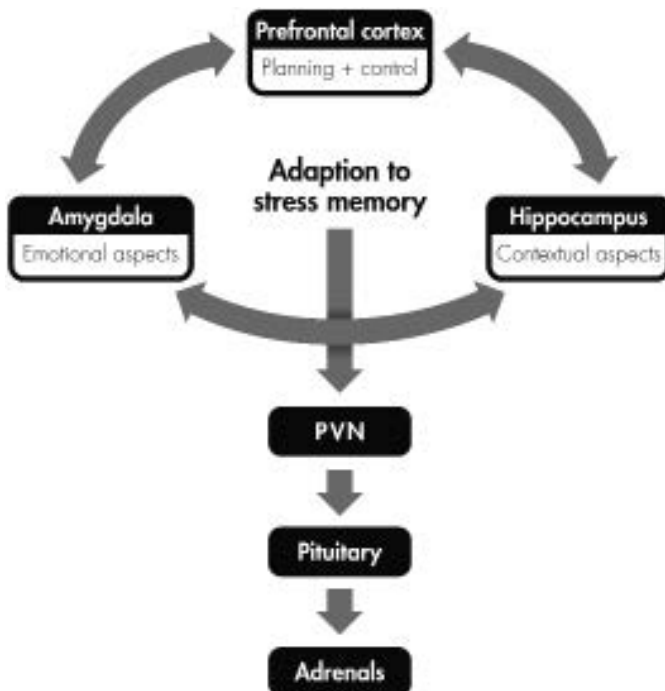 Prefrontal cortex
Planning + control
Adaption to
stress memory
Amygdala
Emotional aspects
Hippocampus
Contextual aspects
PVN
Pituitary
Adrenals